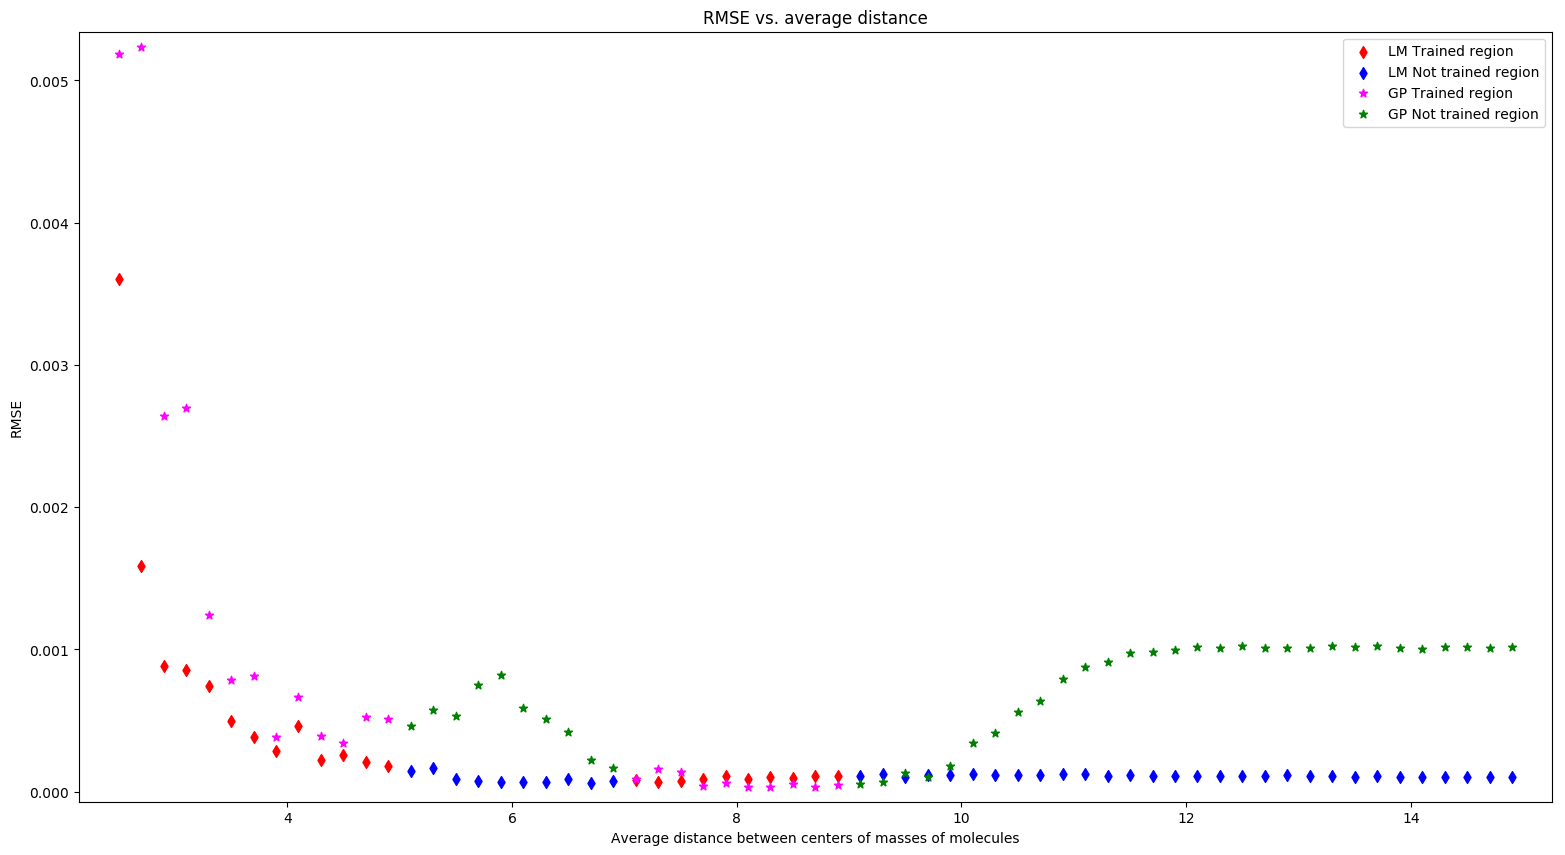 RMSE vs. average distance
LM Trained region
LM Not trained region
GP Trained region
GP Not trained region
RMSE
0.005
0.004
0.003
0.002
0.001
0.000
4
6
8
10
12
14
Average distance between centers of masses of molecules